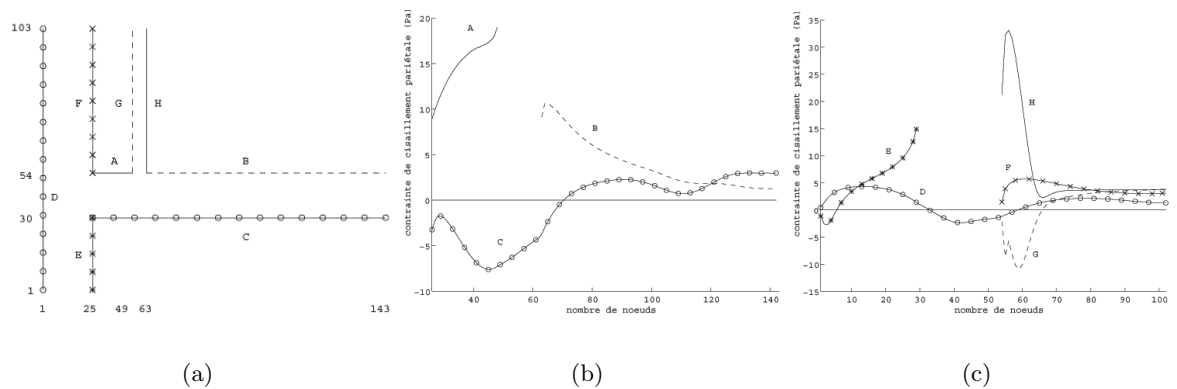 103
F
G
H
A
B
54
D
30
C
E
1
1
25
49
63
143
(a)
contrainte de cisaillement pariétale (Pa)
20
15
10
5
0
−5
−10
A
B
C
40
60
80
100
120
140
nombre de noeuds
(b)
contrainte de cisaillement pariétale (Pa)
35
30
25
20
15
10
5
0
−5
−10
−15
H
E
F
D
G
10
20
30
40
50
60
70
80
90
100
nombre de noeuds
(c)